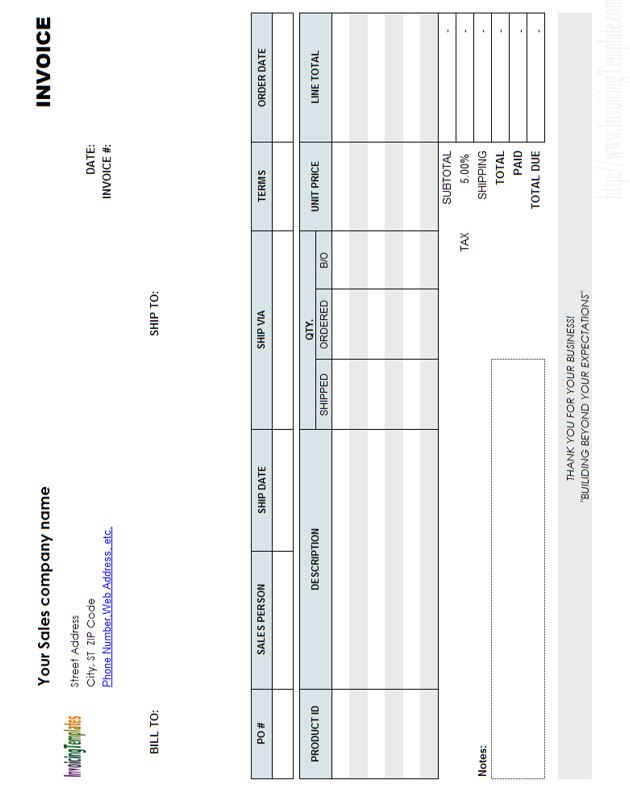 Your Sales company name INVOICE
InvoicingTemplates
Street Address
City, ST ZIP Code DATE:
Phone Number,Web Address, etc. INVOICE #:
BILL TO: SHIP TO:
PO # SALES PERSON SHIP DATE SHIP VIA TERMS ORDER DATE
PRODUCT ID DESCRIPTION QTY. UNIT PRICE LINE TOTAL
SHIPPED ORDERED B/O
SUBTOTAL -
TAX 5.00% -
Notes: SHIPPING -
TOTAL -
PAID -
TOTAL DUE -
THANK YOU FOR YOUR BUSINESS!
"BUILIDING BEYOND YOUR EXPECTATIONS"
http://www.InvoicingTemplate.com